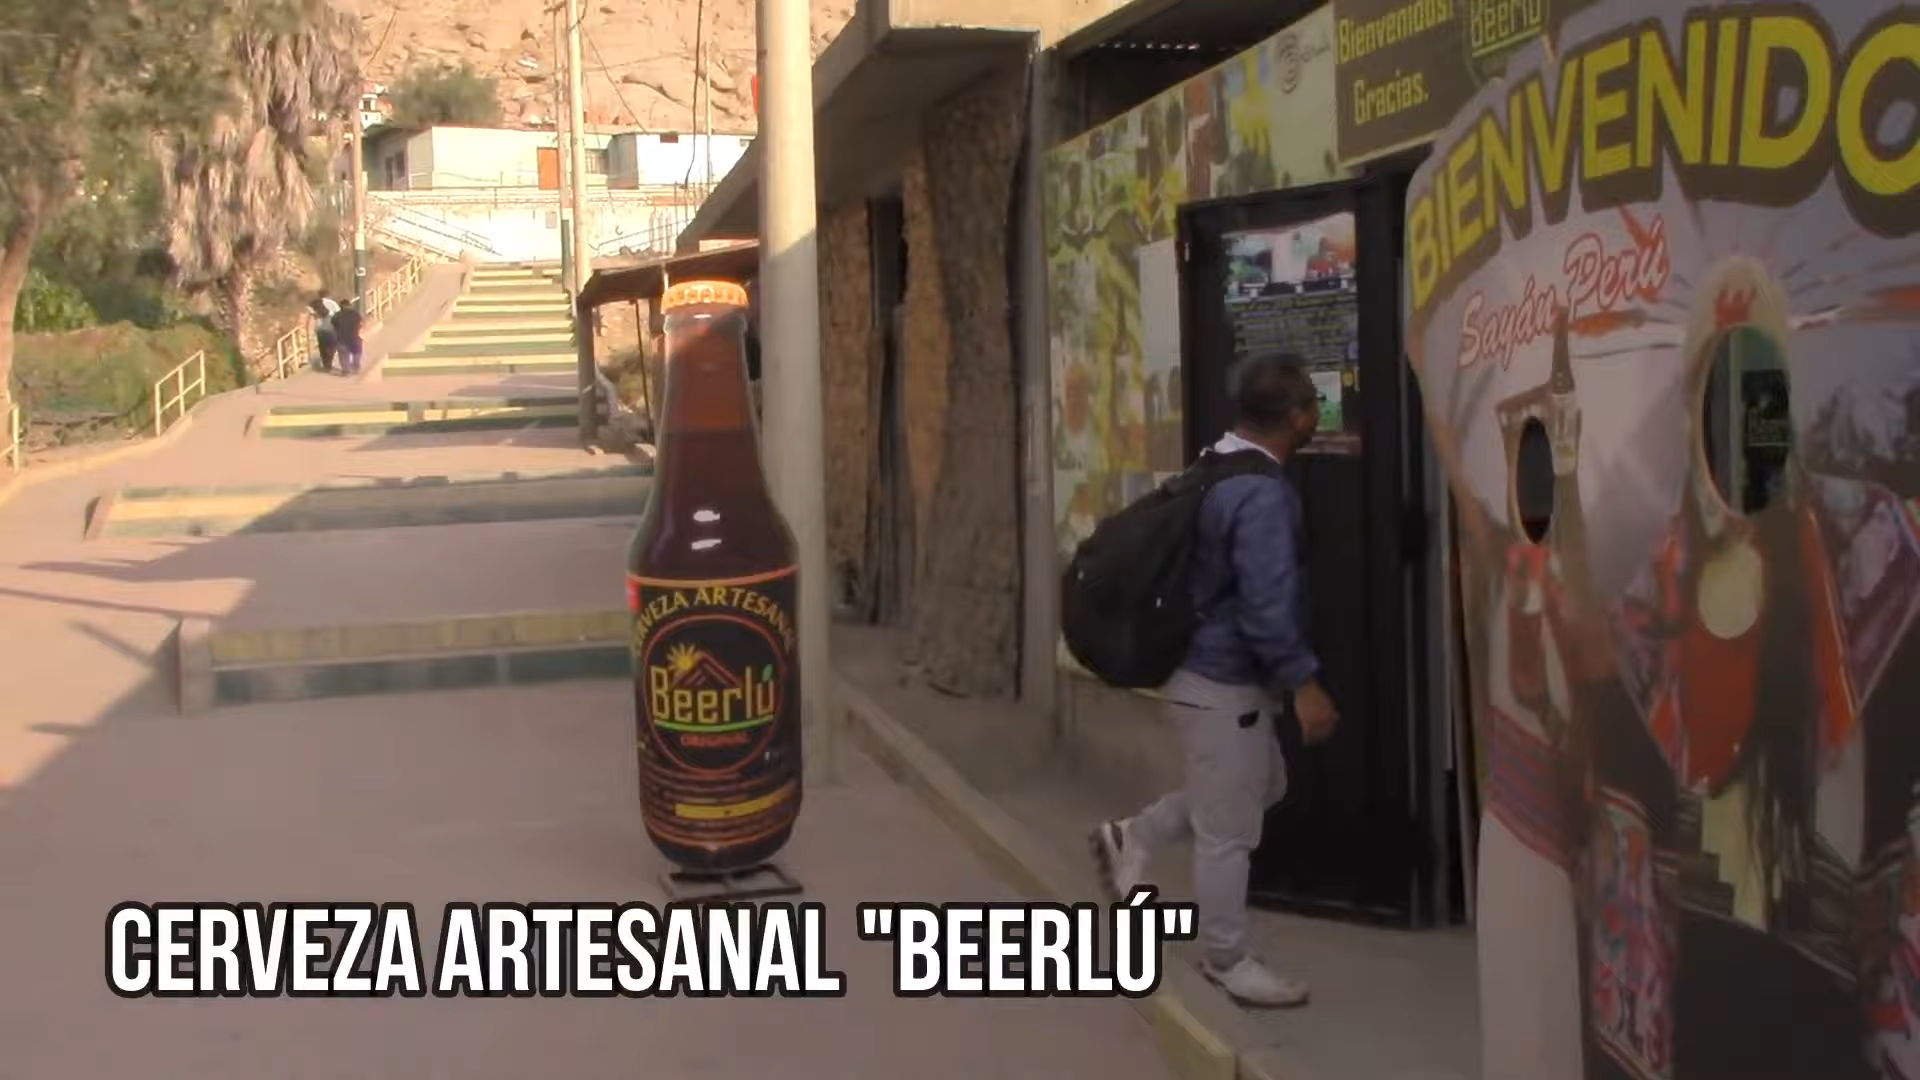 Bienvenidos!
Gracias.
Beerlú
BIENVENIDO
Sayán Perú
CERVEZA ARTESANAL
Beerlú
ORIGINAL
CERVEZA ARTESANAL "BEERLÚ"